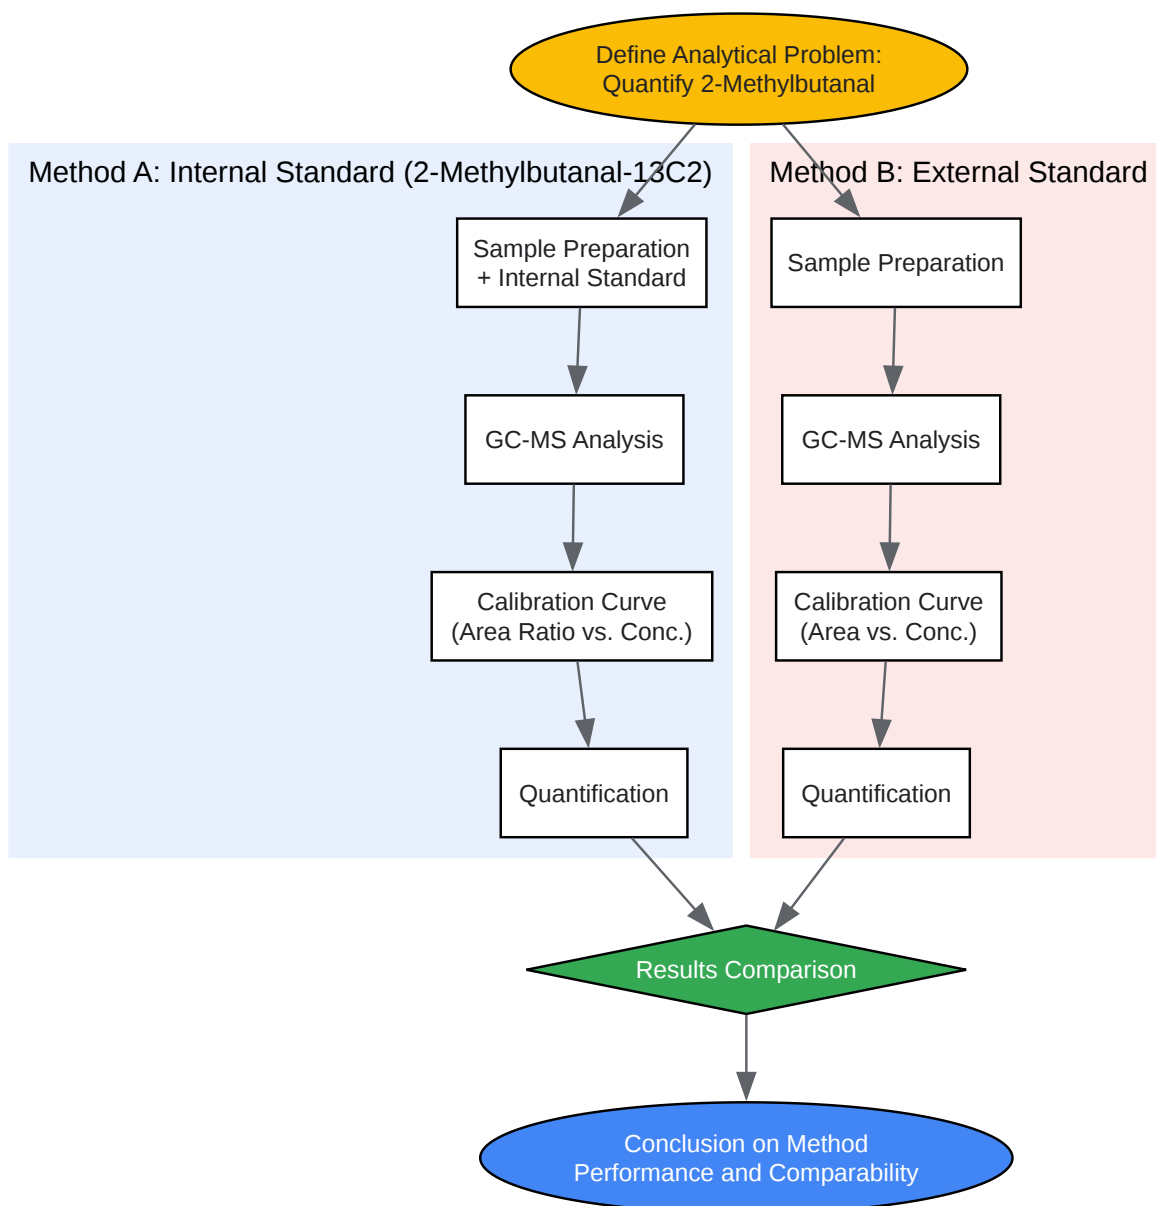 Define Analytical Problem:
Quantify 2-Methylbutanal
Method A: Internal Standard (2-Methylbutanal-13C2)
Sample Preparation
+ Internal Standard
GC-MS Analysis
Calibration Curve
(Area Ratio vs. Conc.)
Quantification
Method B: External Standard
Sample Preparation
GC-MS Analysis
Calibration Curve
(Area vs. Conc.)
Quantification
Results Comparison
Conclusion on Method
Performance and Comparability